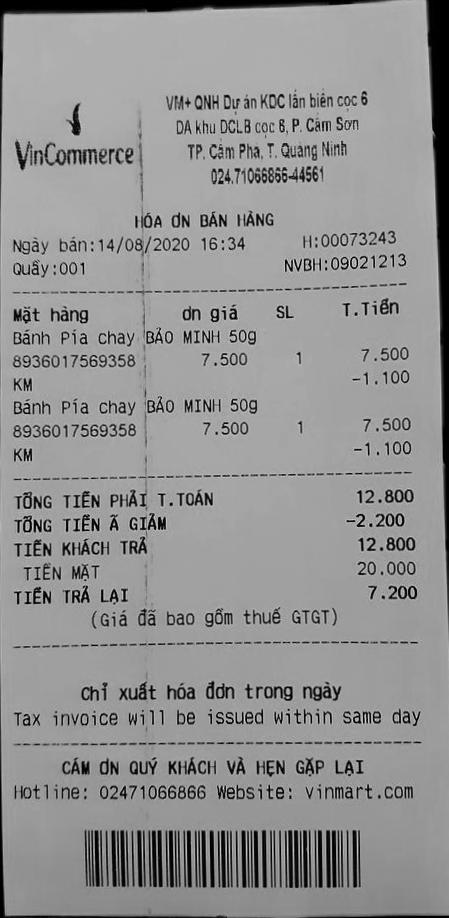 VinCommerce
VM+ QNH Dự án KDC lấn biên cọc 6
DA khu DCLB cọc 6, P. Cẩm Sơn
TP. Cẩm Phả, T. Quảng Ninh
024.71066866-44561
HÓA ƠN BÁN HÀNG
Ngày bán:14/08/2020 16:34 H:00073243
Quầy:001 NVBH:09021213
Mặt hàng ơn giá SL T.Tiền
Bánh Pía chay BẢO MINH 50g
8936017569358 7.500 1 7.500
KM -1.100
Bánh Pía chay BẢO MINH 50g
8936017569358 7.500 1 7.500
KM -1.100
TỔNG TIỀN PHẢI T.TOÁN 12.800
TỔNG TIỀN Ã GIẢM -2.200
TIỀN KHÁCH TRẢ 12.800
TIỀN MẶT 20.000
TIỀN TRẢ LẠI 7.200
(Giá đã bao gồm thuế GTGT)
Chỉ xuất hóa đơn trong ngày
Tax invoice will be issued within same day
CÁM ƠN QUÝ KHÁCH VÀ HẸN GẶP LẠI
Hotline: 02471066866 Website: vinmart.com